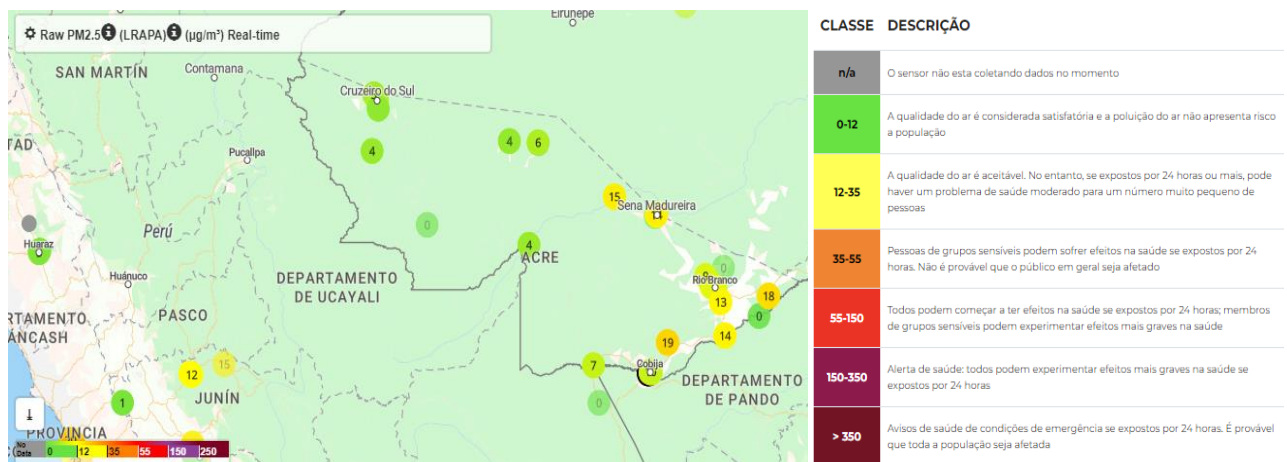 Raw PM2.5 (LRAPA) (µg/m³) Real-time
Eirunepe
SAN MARTÍN
Contamana
Cruzeiro do Sul
4
4
6
Pucallpa
15
Sena Madureira
0
Perú
4
ACRE
Huaraz
Huánuco
DEPARTAMENTO
DE UCAYALI
0
Rio Branco
13
18
0
PASCO
14
19
12
15
7
Cobija
DEPARTAMENTO
DE PANDO
0
JUNÍN
1
PROVINCIA
No
Data
0 12 35 55 150 250
CLASSE DESCRIÇÃO
n/a O sensor não esta coletando dados no momento
0-12 A qualidade do ar é considerada satisfatória e a poluição do ar não apresenta risco
a população
12-35 A qualidade do ar é aceitável. No entanto, se expostos por 24 horas ou mais, pode
haver um problema de saúde moderado para um número muito pequeno de
pessoas
35-55 Pessoas de grupos sensíveis podem sofrer efeitos na saúde se expostos por 24
horas. Não é provável que o público em geral seja afetado
55-150 Todos podem começar a ter efeitos na saúde se expostos por 24 horas; membros
de grupos sensíveis podem experimentar efeitos mais graves na saúde
150-350 Alerta de saúde: todos podem experimentar efeitos mais graves na saúde se
expostos por 24 horas
> 350 Avisos de saúde de condições de emergência se expostos por 24 horas. É provável
que toda a população seja afetada